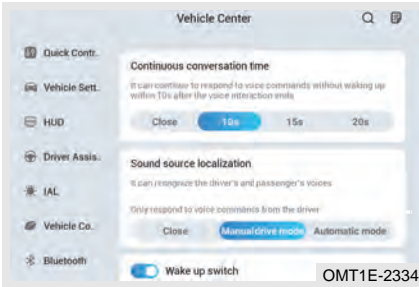 Vehicle Center
Quick Contr..
Vehicle Sett..
HUD
Driver Assis..
IAL
Vehicle Co..
Bluetooth
Continuous conversation time
It can continue to respond to voice commands without waking up
within 10s after the voice interaction ends
Close 10s 15s 20s
Sound source localization
It can recognize the driver's and passenger's voices
Only respond to voice commands from the driver
Close Manual drive mode Automatic mode
Wake up switch
OMT1E-2334